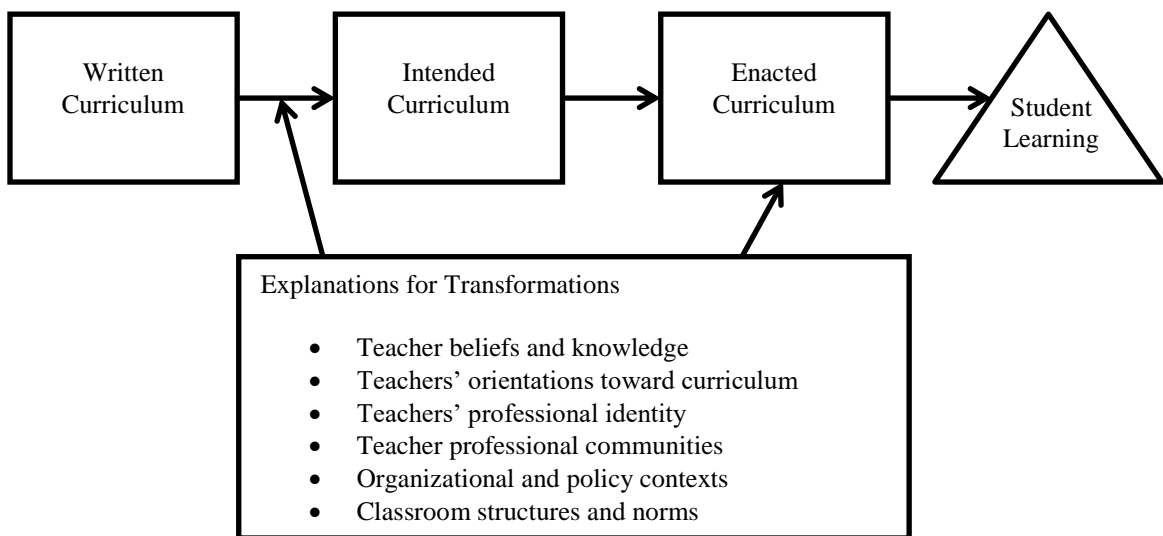 Written
Curriculum
Intended
Curriculum
Enacted
Curriculum
Student
Learning
Explanations for Transformations
• Teacher beliefs and knowledge
• Teachers’ orientations toward curriculum
• Teachers’ professional identity
• Teacher professional communities
• Organizational and policy contexts
• Classroom structures and norms